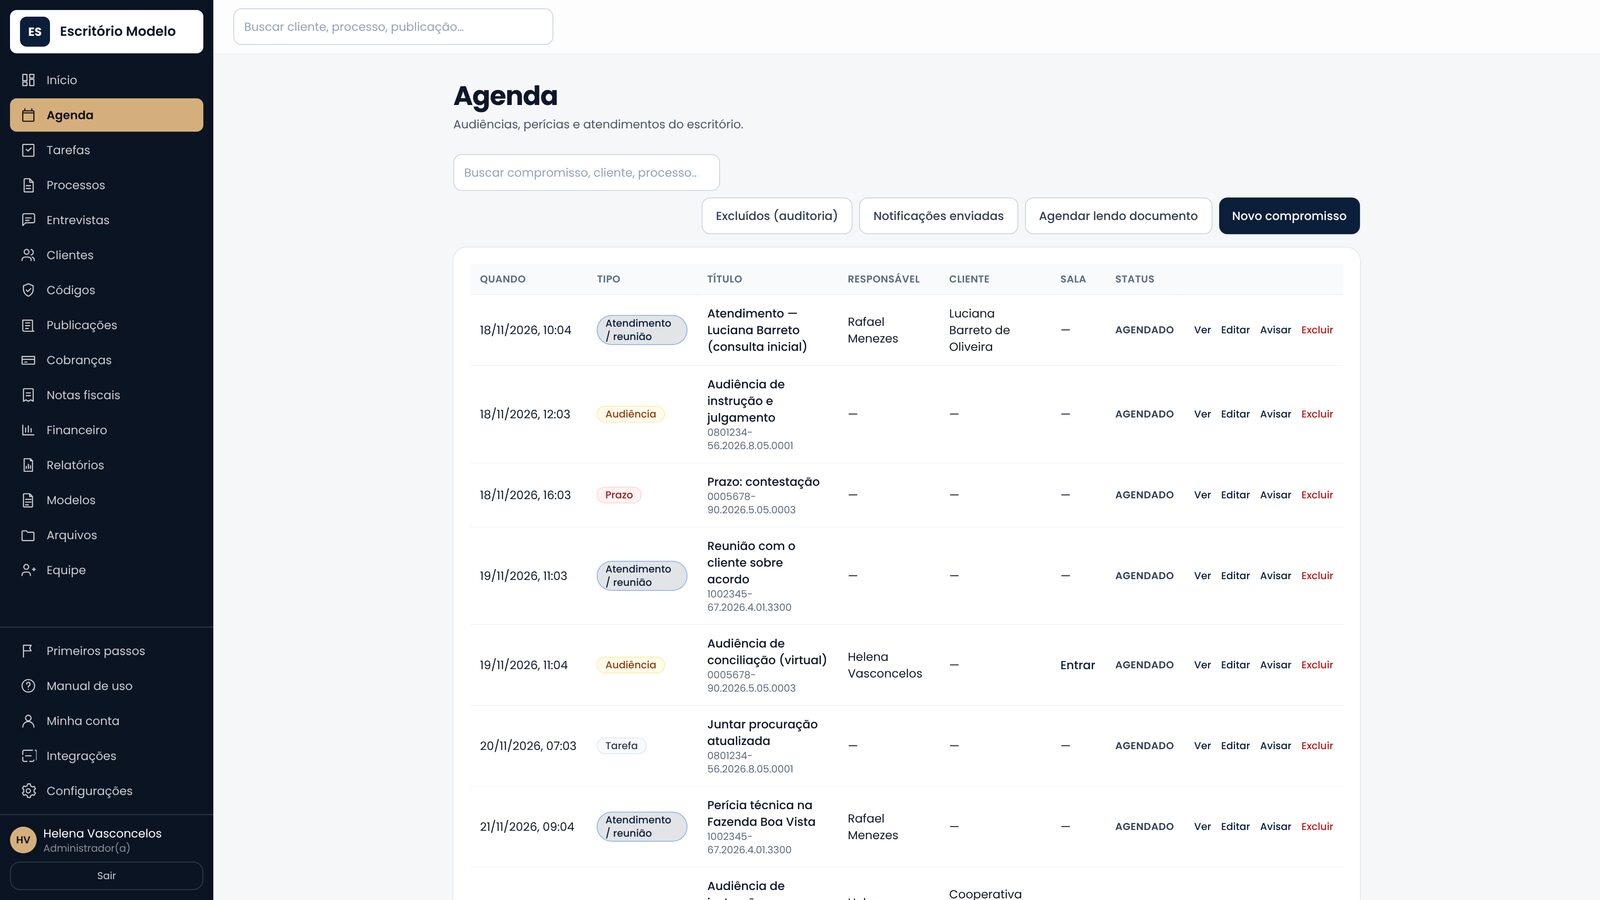 ES
Escritório Modelo
Início
Agenda
Tarefas
Processos
Entrevistas
Clientes
Códigos
Publicações
Cobranças
Notas fiscais
Financeiro
Relatórios
Modelos
Arquivos
Equipe
Primeiros passos
Manual de uso
Minha conta
Integrações
Configurações
HV
Helena Vasconcelos
Administrador(a)
Sair
Buscar cliente, processo, publicação...
Agenda
Audiências, perícias e atendimentos do escritório.
Buscar compromisso, cliente, processo..
Excluídos (auditoria)
Notificações enviadas
Agendar lendo documento
Novo compromisso
QUANDO TIPO TÍTULO RESPONSÁVEL CLIENTE SALA STATUS
18/11/2026, 10:04
Atendimento
/ reunião
Atendimento —
Luciana Barreto
(consulta inicial)
Rafael
Menezes
Luciana
Barreto de
Oliveira
—
AGENDADO
Ver Editar Avisar Excluir
18/11/2026, 12:03
Audiência
Audiência de
instrução e
julgamento
0801234-
56.2026.8.05.0001
—
—
—
AGENDADO
Ver Editar Avisar Excluir
18/11/2026, 16:03
Prazo
Prazo: contestação
0005678-
90.2026.5.05.0003
—
—
—
AGENDADO
Ver Editar Avisar Excluir
19/11/2026, 11:03
Atendimento
/ reunião
Reunião com o
cliente sobre
acordo
1002345-
67.2026.4.01.3300
—
—
—
AGENDADO
Ver Editar Avisar Excluir
19/11/2026, 11:04
Audiência
Audiência de
conciliação (virtual)
0005678-
90.2026.5.05.0003
Helena
Vasconcelos
—
Entrar
AGENDADO
Ver Editar Avisar Excluir
20/11/2026, 07:03
Tarefa
Juntar procuração
atualizada
0801234-
56.2026.8.05.0001
—
—
—
AGENDADO
Ver Editar Avisar Excluir
21/11/2026, 09:04
Atendimento
/ reunião
Perícia técnica na
Fazenda Boa Vista
1002345-
67.2026.4.01.3300
Rafael
Menezes
—
—
AGENDADO
Ver Editar Avisar Excluir
Audiência de
Cooperativa